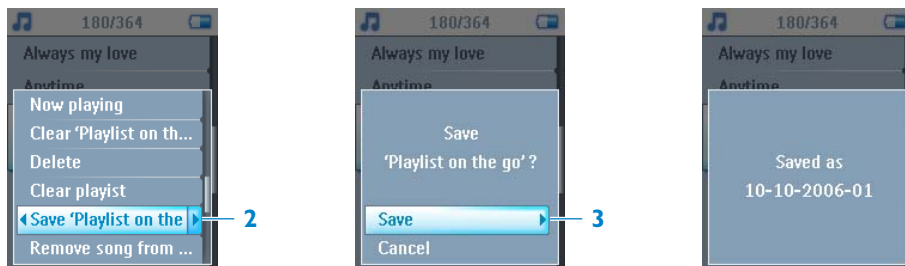 180/364
Always my love
Anytime
Now playing
Clear ‘Playlist on th...
Delete
Clear playist
Save ‘Playlist on the
Remove song from ...
2
180/364
Always my love
Anytime
Save
‘Playlist on the go’ ?
Save
Cancel
3
180/364
Always my love
Anytime
Saved as
10-10-2006-01